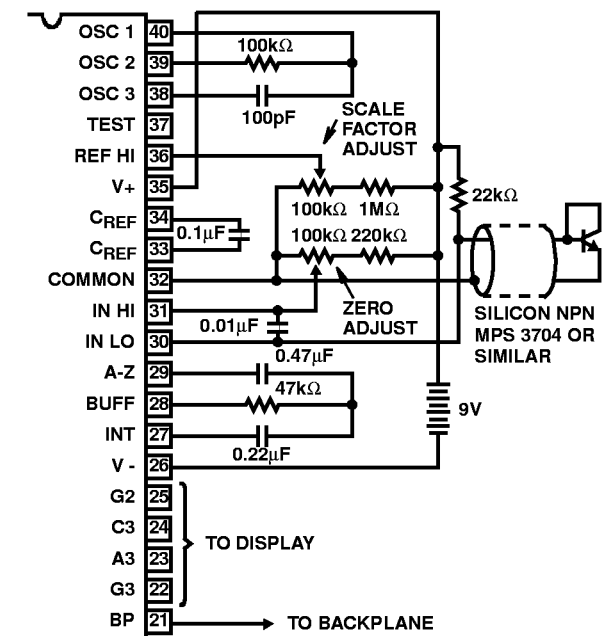 OSC 1 40
OSC 2 39
100kΩ
OSC 3 38
100pF
TEST 37
SCALE
FACTOR
ADJUST
REF HI 36
V+ 35
22kΩ
100kΩ 1MΩ
CREF 34
0.1µF
100kΩ 220kΩ
CREF 33
COMMON 32
IN HI 31
ZERO
ADJUST
SILICON NPN
MPS 3704 OR
SIMILAR
0.01µF
IN LO 30
0.47µF
A-Z 29
47kΩ
BUFF 28
9V
INT 27
0.22µF
V - 26
G2 25
C3 24
TO DISPLAY
A3 23
G3 22
BP 21
TO BACKPLANE